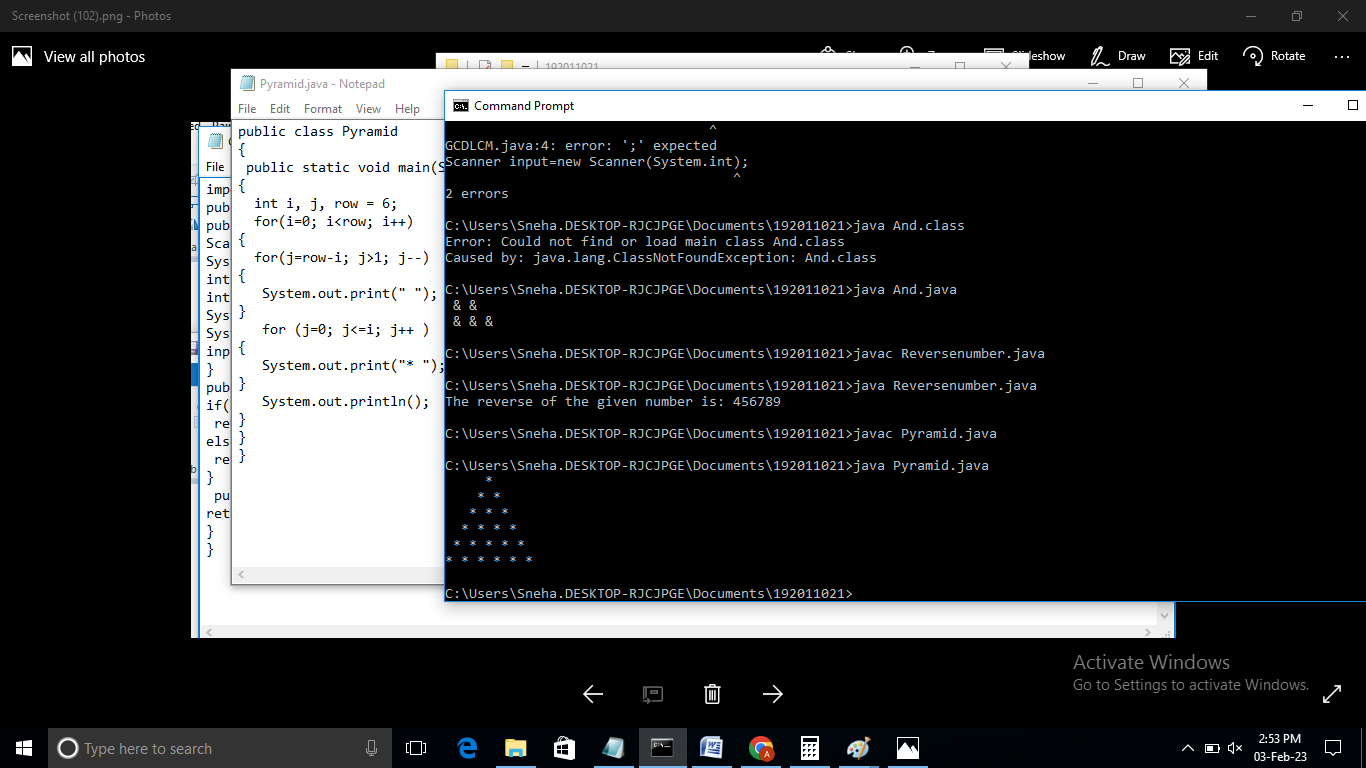 Screenshot (102).png - Photos
View all photos
Slideshow
Draw
Edit
Rotate
192011021
Pyramid.java - Notepad
File Edit Format View Help
public class Pyramid
{
public static void main(S
{
int i, j, row = 6;
for(i=0; i<row; i++)
{
for(j=row-i; j>1; j--)
{
System.out.print(" ");
}
for (j=0; j<=i; j++ )
{
System.out.print("* ");
}
System.out.println();
}
}
}
File
imp
pub
pub
Sca
Sys
int
int
Sys
Sys
inp
}
pub
if(
re
els
re
}
pu
ret
}
}
Command Prompt
^
GCDLCM.java:4: error: ';' expected
Scanner input=new Scanner(System.int);
^
2 errors
C:\Users\Sneha.DESKTOP-RJCJPGE\Documents\192011021>java And.class
Error: Could not find or load main class And.class
Caused by: java.lang.ClassNotFoundException: And.class
C:\Users\Sneha.DESKTOP-RJCJPGE\Documents\192011021>java And.java
& &
& & &
C:\Users\Sneha.DESKTOP-RJCJPGE\Documents\192011021>javac Reversenumber.java
C:\Users\Sneha.DESKTOP-RJCJPGE\Documents\192011021>java Reversenumber.java
The reverse of the given number is: 456789
C:\Users\Sneha.DESKTOP-RJCJPGE\Documents\192011021>javac Pyramid.java
C:\Users\Sneha.DESKTOP-RJCJPGE\Documents\192011021>java Pyramid.java
*
* *
* * *
* * * *
* * * * *
* * * * * *
C:\Users\Sneha.DESKTOP-RJCJPGE\Documents\192011021>
Activate Windows
Go to Settings to activate Windows.
Type here to search
2:53 PM
03-Feb-23